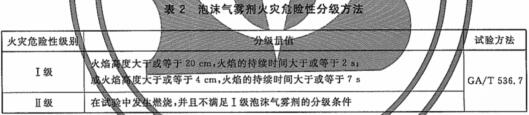 表 2 泡沫气雾剂火灾危险性分级方法
火灾危险性级别 分级量值 试验方法
Ⅰ级 火焰高度大于或等于 20 cm,火焰的持续时间大于或等于 2 s;
或火焰高度大于或等于 4 cm,火焰的持续时间大于或等于 7 s
GA/T 536.7
Ⅱ级 在试验中发生燃烧,并且不满足Ⅰ级泡沫气雾剂的分级条件